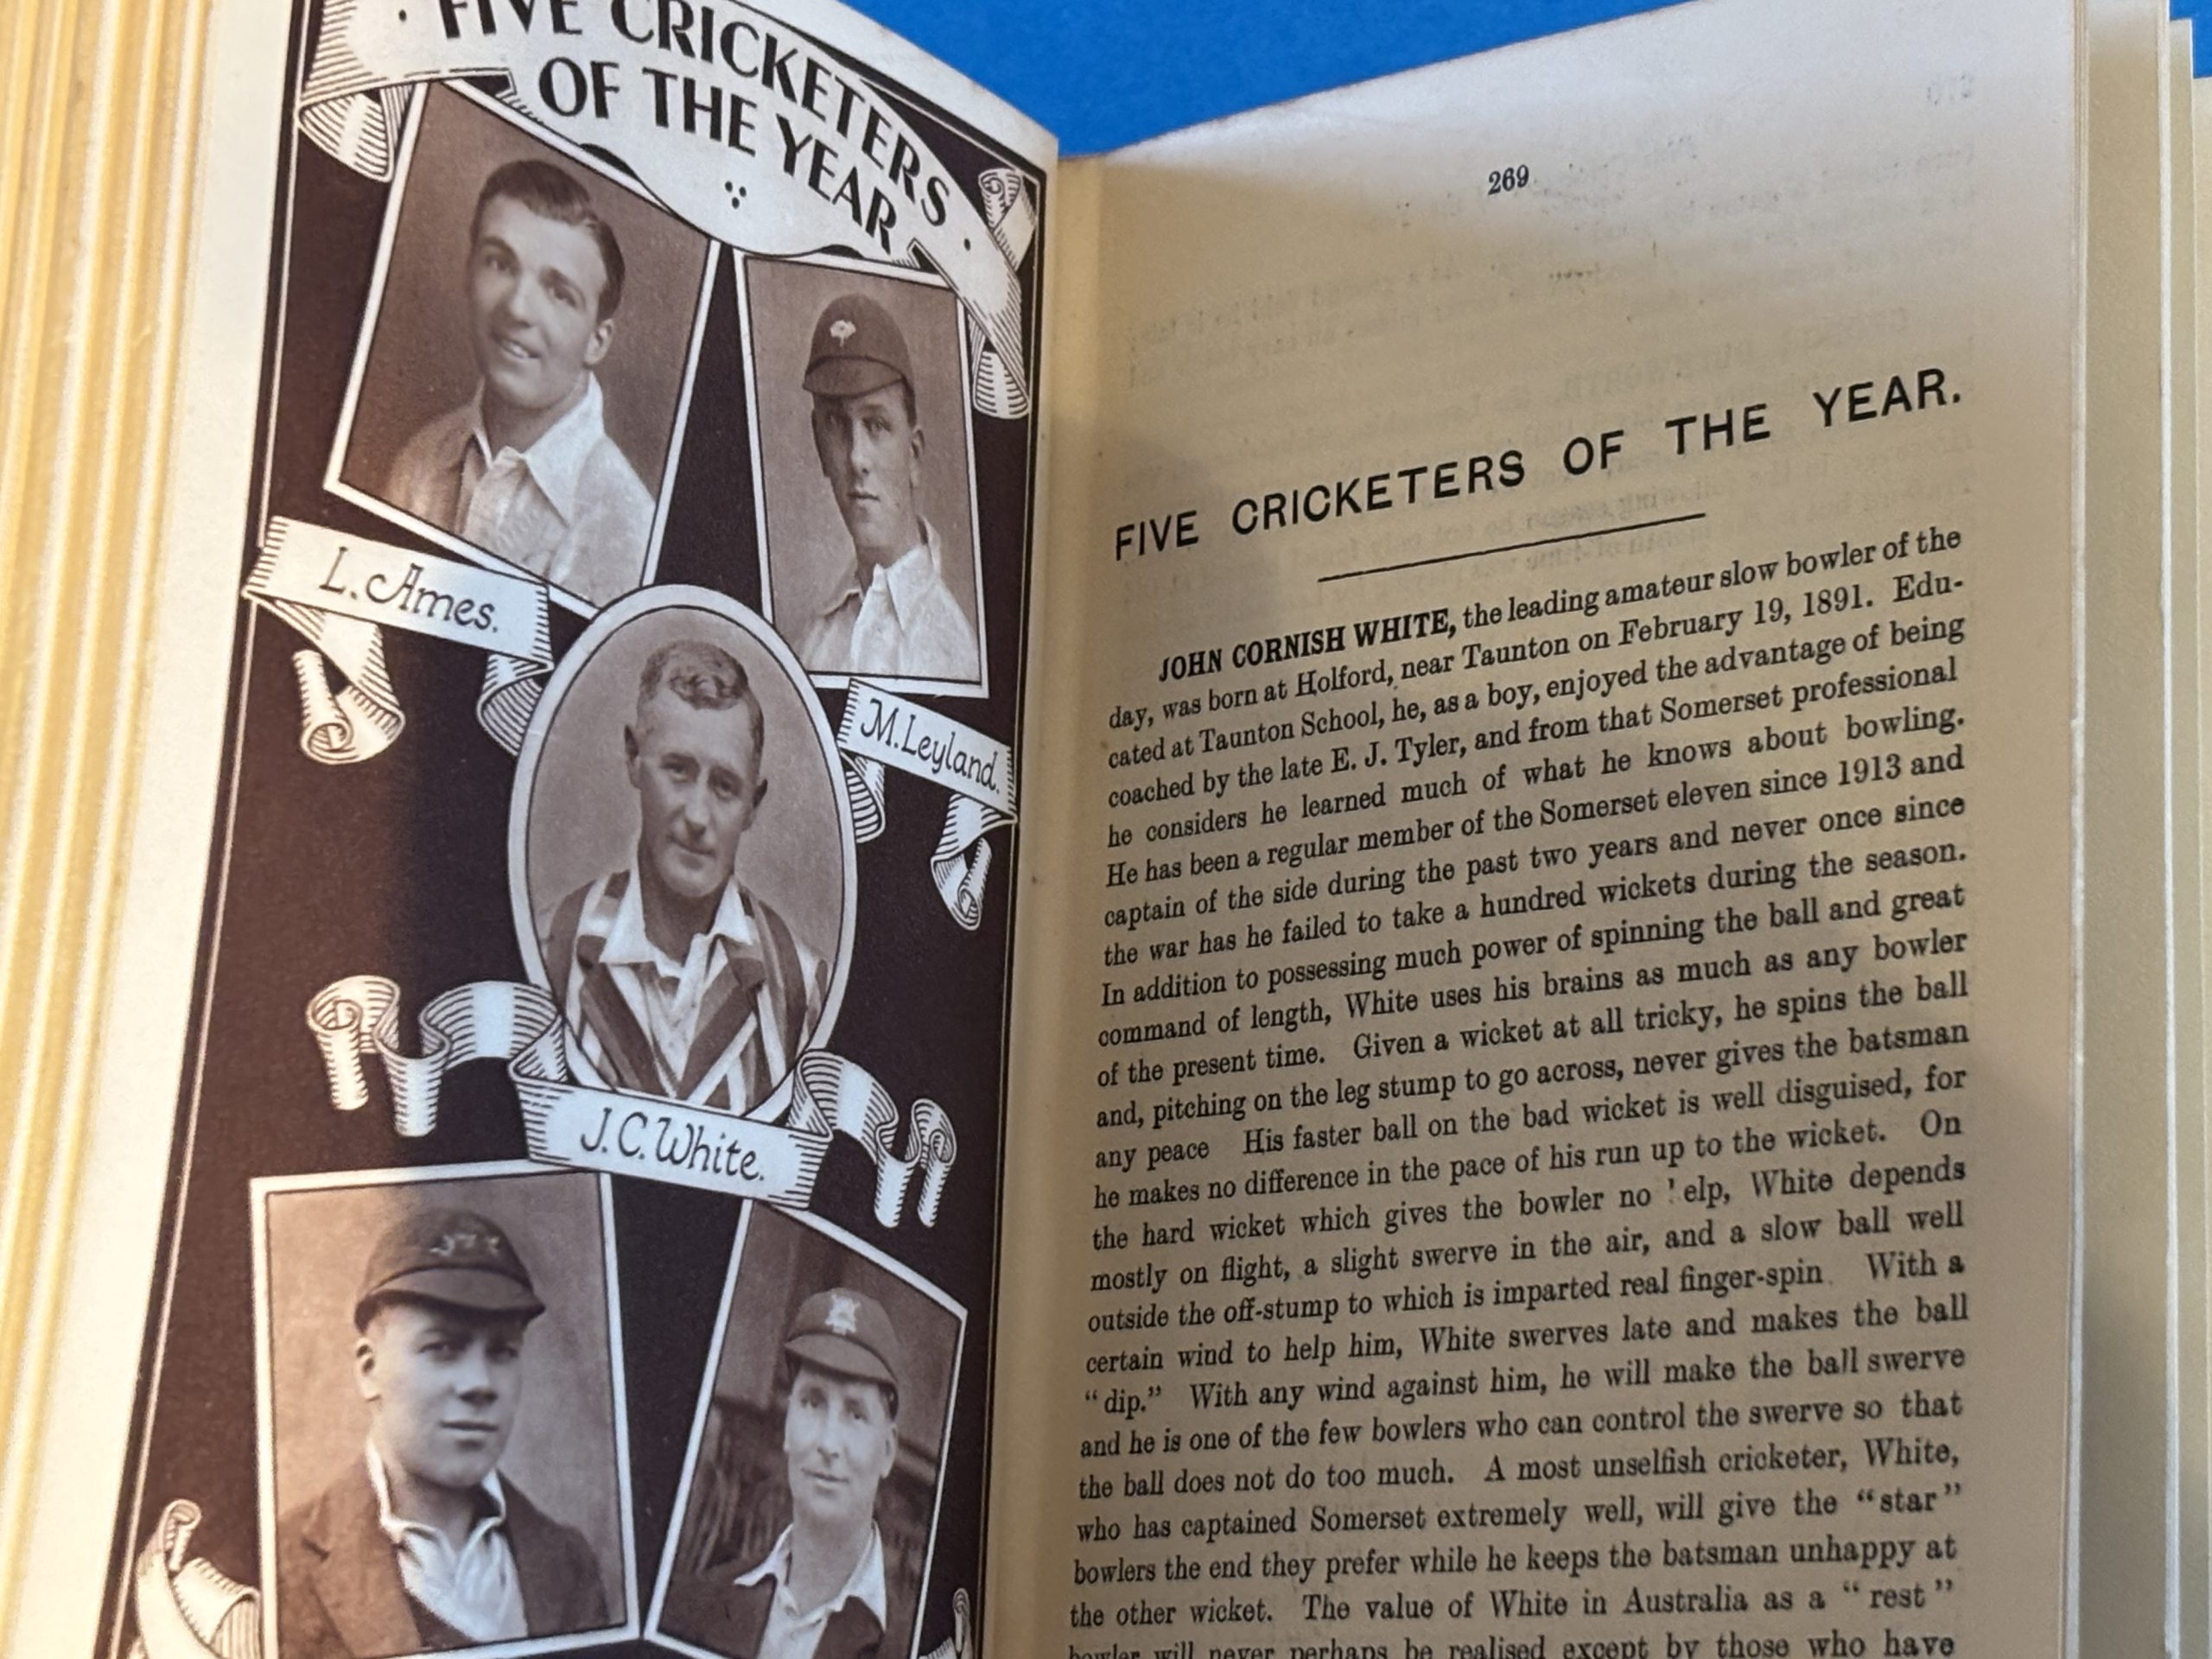 FIVE CRICKETERS
OF THE YEAR
L. Ames.
M. Leyland.
J. C. White.
269
FIVE CRICKETERS OF THE YEAR.
JOHN CORNISH WHITE, the leading amateur slow bowler of the
day, was born at Holford, near Taunton on February 19, 1891. Edu-
cated at Taunton School, he, as a boy, enjoyed the advantage of being
coached by the late E. J. Tyler, and from that Somerset professional
he considers he learned much of what he knows about bowling.
He has been a regular member of the Somerset eleven since 1913 and
captain of the side during the past two years and never once since
the war has he failed to take a hundred wickets during the season.
In addition to possessing much power of spinning the ball and great
command of length, White uses his brains as much as any bowler
of the present time. Given a wicket at all tricky, he spins the ball
and, pitching on the leg stump to go across, never gives the batsman
any peace His faster ball on the bad wicket is well disguised, for
he makes no difference in the pace of his run up to the wicket. On
the hard wicket which gives the bowler no 'elp, White depends
mostly on flight, a slight swerve in the air, and a slow ball well
outside the off-stump to which is imparted real finger-spin. With a
certain wind to help him, White swerves late and makes the ball
"dip." With any wind against him, he will make the ball swerve
and he is one of the few bowlers who can control the swerve so that
the ball does not do too much. A most unselfish cricketer, White,
who has captained Somerset extremely well, will give the "star"
bowlers the end they prefer while he keeps the batsman unhappy at
the other wicket. The value of White in Australia as a "rest"
bowler will never perhaps be realised except by those who have